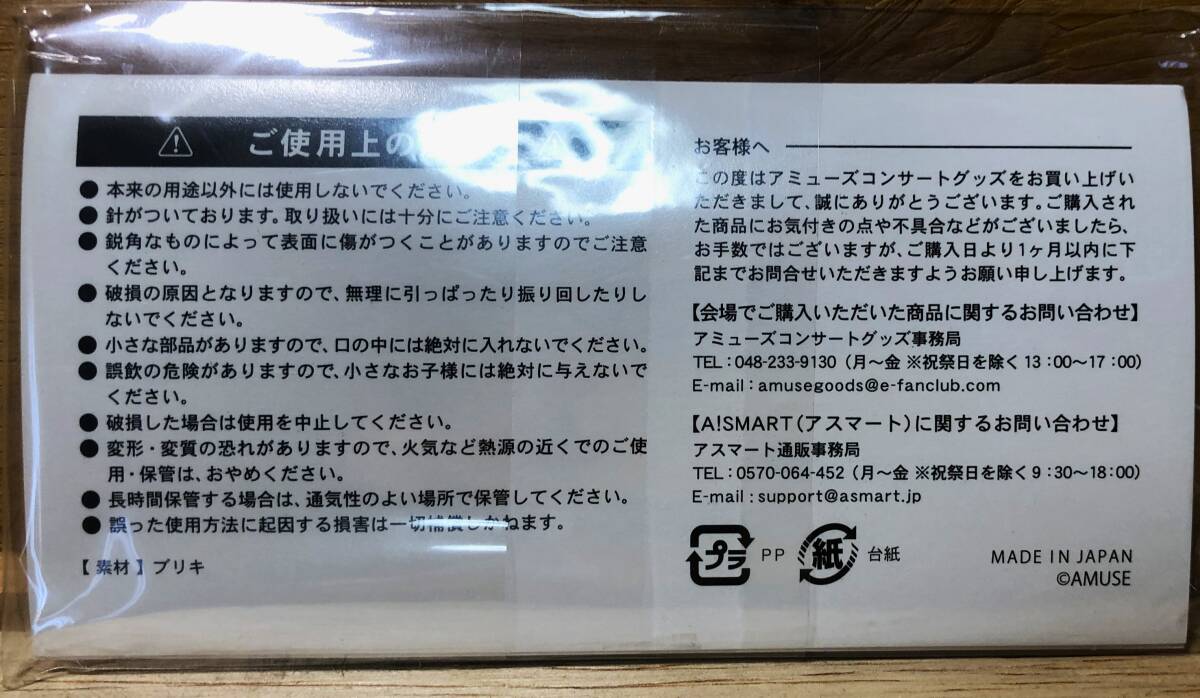 ご使用上の
● 本来の用途以外には使用しないでください。
● 針がついております。取り扱いには十分にご注意ください。
● 鋭角なものによって表面に傷がつくことがありますのでご注意
ください。
● 破損の原因となりますので、無理に引っぱったり振り回したりし
ないでください。
● 小さな部品がありますので、口の中には絶対に入れないでください。
● 誤飲の危険がありますので、小さなお子様には絶対に与えないで
ください。
● 破損した場合は使用を中止してください。
● 変形・変質の恐れがありますので、火気など熱源の近くでのご使
用・保管は、おやめください。
● 長時間保管する場合は、通気性のよい場所で保管してください。
● 誤った使用方法に起因する損害は一切補償しかねます。
【 素材 】 ブリキ
お客様へ
この度はアミューズコンサートグッズをお買い上げい
ただきまして、誠にありがとうございます。ご購入され
た商品にお気付きの点や不具合などがございましたら、
お手数ではございますが、ご購入日より1ヶ月以内に下
記までお問合せいただきますようお願い申し上げます。
【会場でご購入いただいた商品に関するお問い合わせ】
アミューズコンサートグッズ事務局
TEL：048-233-9130（月〜金 ※祝祭日を除く 13：00〜17：00）
E-mail：amusegoods@e-fanclub.com
【A!SMART（アスマート）に関するお問い合わせ】
アスマート通販事務局
TEL：0570-064-452（月〜金 ※祝祭日を除く 9：30〜18：00）
E-mail：support@asmart.jp
プラ PP 紙 台紙
MADE IN JAPAN
©AMUSE